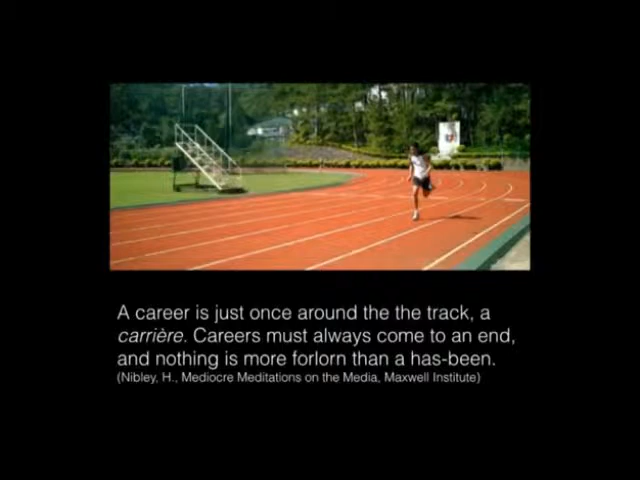 A career is just once around the the track, a
carrière. Careers must always come to an end,
and nothing is more forlorn than a has-been.
(Nibley, H., Mediocre Meditations on the Media, Maxwell Institute)